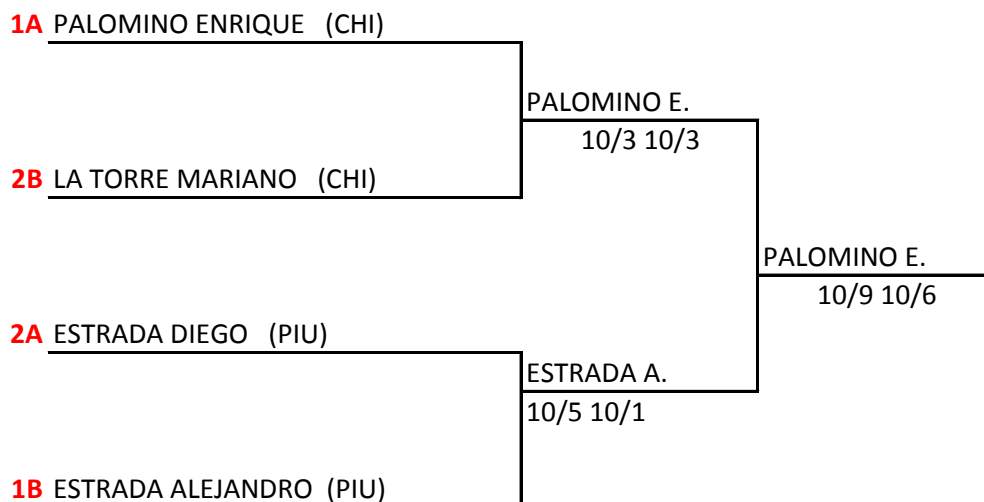 1A PALOMINO ENRIQUE (CHI)
PALOMINO E.
10/3 10/3
2B LA TORRE MARIANO (CHI)
PALOMINO E.
10/9 10/6
2A ESTRADA DIEGO (PIU)
ESTRADA A.
10/5 10/1
1B ESTRADA ALEJANDRO (PIU)